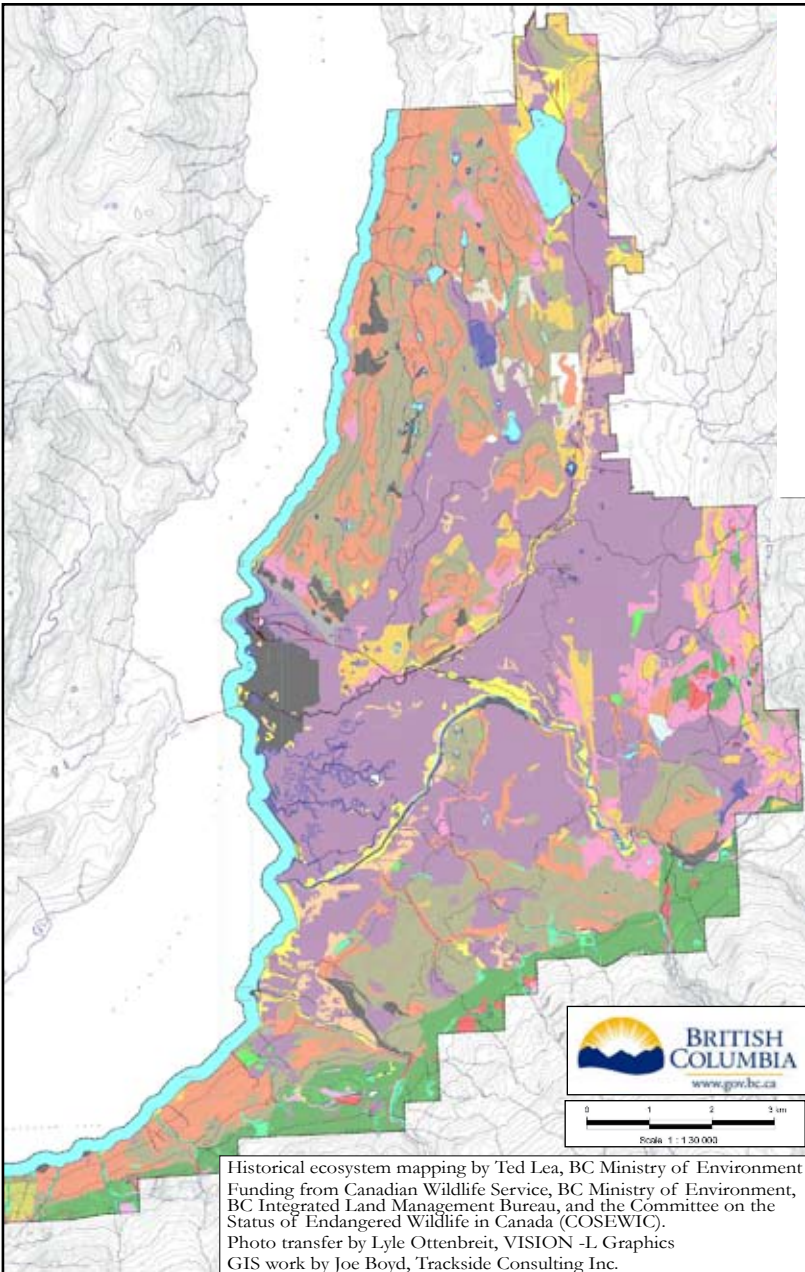 BRITISH
COLUMBIA
www.gov.bc.ca
0 1 2 3 km
Scale 1 : 130 000
Historical ecosystem mapping by Ted Lea, BC Ministry of Environment
Funding from Canadian Wildlife Service, BC Ministry of Environment,
BC Integrated Land Management Bureau, and the Committee on the
Status of Endangered Wildlife in Canada (COSEWIC).
Photo transfer by Lyle Ottenbreit, VISION -L Graphics
GIS work by Joe Boyd, Trackside Consulting Inc.